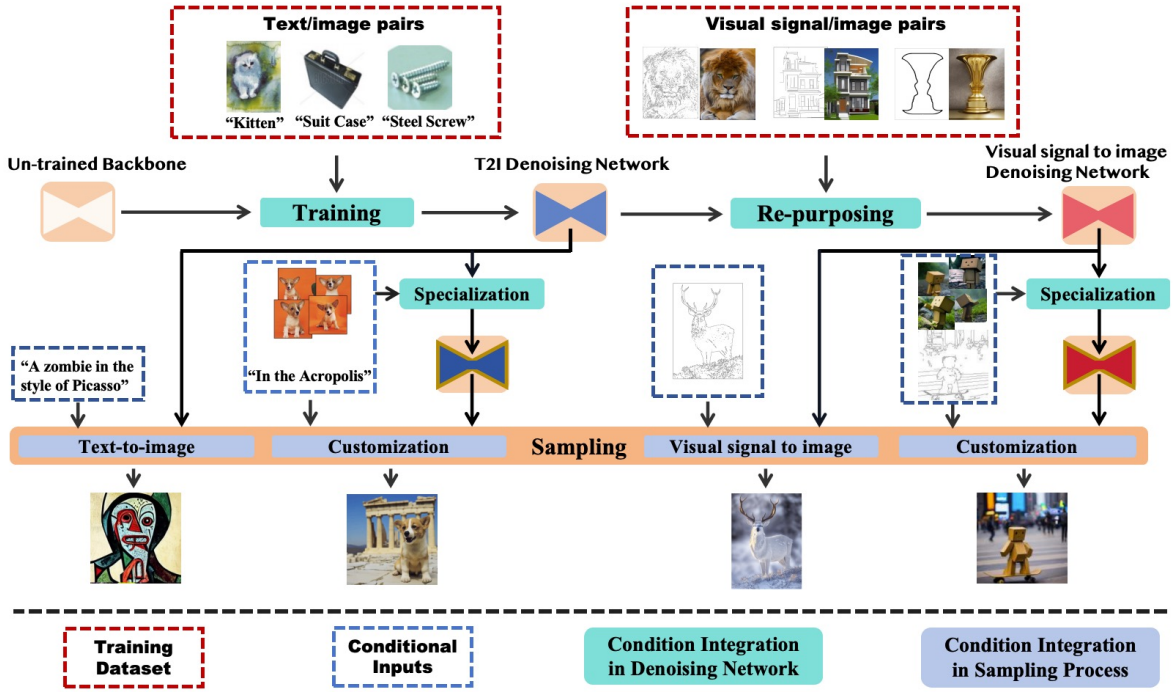 Text/image pairs
“Kitten”
“Suit Case”
“Steel Screw”
Visual signal/image pairs
Un-trained Backbone
Training
T2I Denoising Network
Re-purposing
Visual signal to image
Denoising Network
Specialization
Specialization
“A zombie in the
style of Picasso”
“In the Acropolis”
Text-to-image
Customization
Sampling
Visual signal to image
Customization
Training
Dataset
Conditional
Inputs
Condition Integration
in Denoising Network
Condition Integration
in Sampling Process